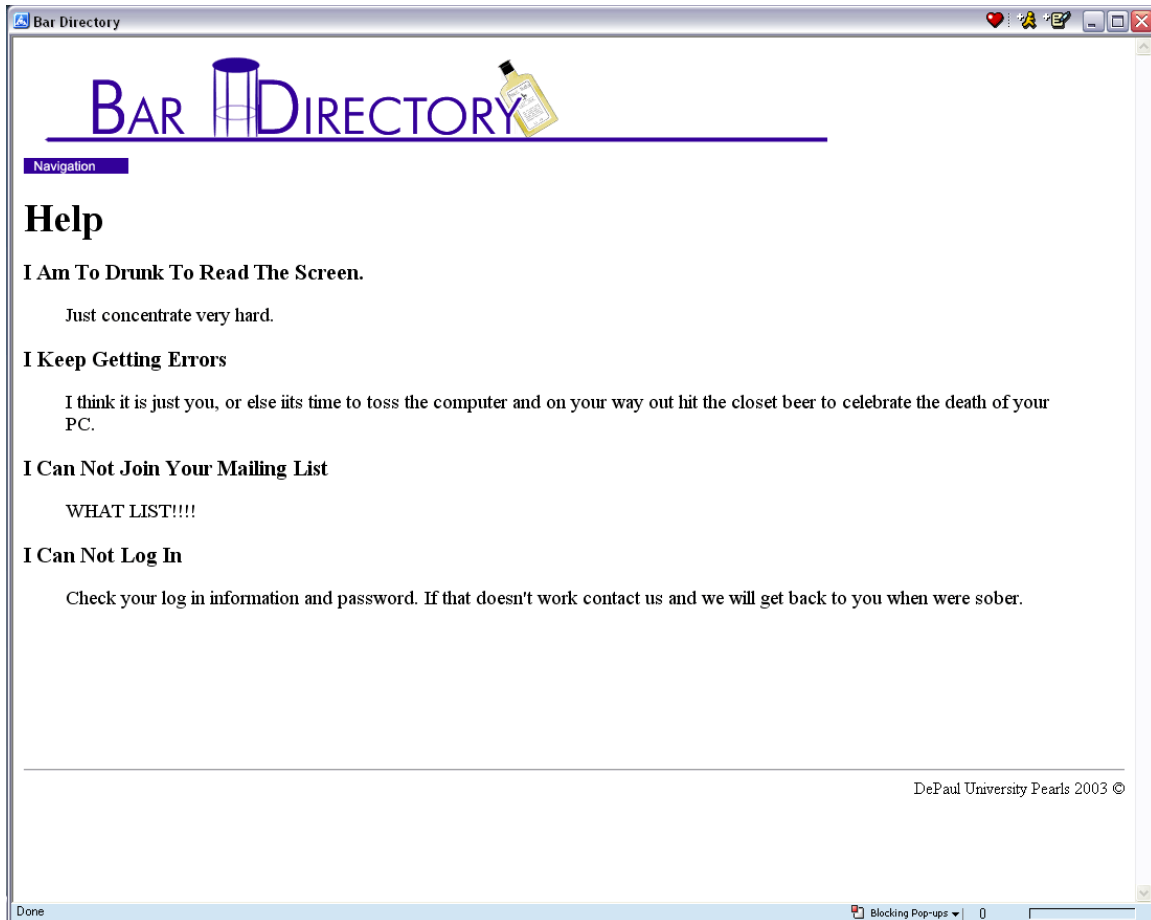 Bar Directory
BAR DIRECTORY
Navigation
Help
I Am To Drunk To Read The Screen.
Just concentrate very hard.
I Keep Getting Errors
I think it is just you, or else iits time to toss the computer and on your way out hit the closet beer to celebrate the death of your
PC.
I Can Not Join Your Mailing List
WHAT LIST!!!!
I Can Not Log In
Check your log in information and password. If that doesn't work contact us and we will get back to you when were sober.
DePaul University Pearls 2003 ©
Done
Blocking Pop-ups
0